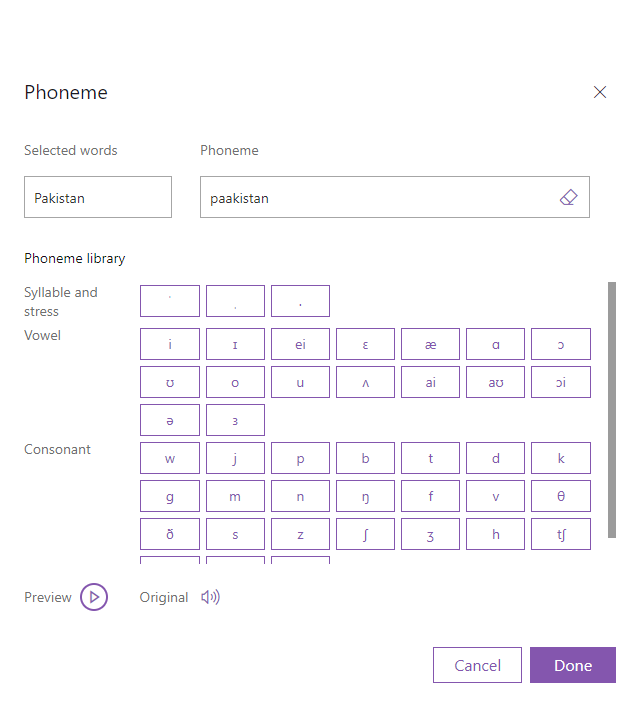 Phoneme
Selected words Phoneme
Pakistan paakistan
Phoneme library
Syllable and stress ˈ ˌ .
Vowel i ɪ ei ɛ æ ɑ ɔ
ʊ o u ʌ ai aʊ ɔi
ə ɜ
Consonant w j p b t d k
g m n ŋ f v θ
ð s z ʃ ʒ h tʃ
Preview Original
Cancel Done